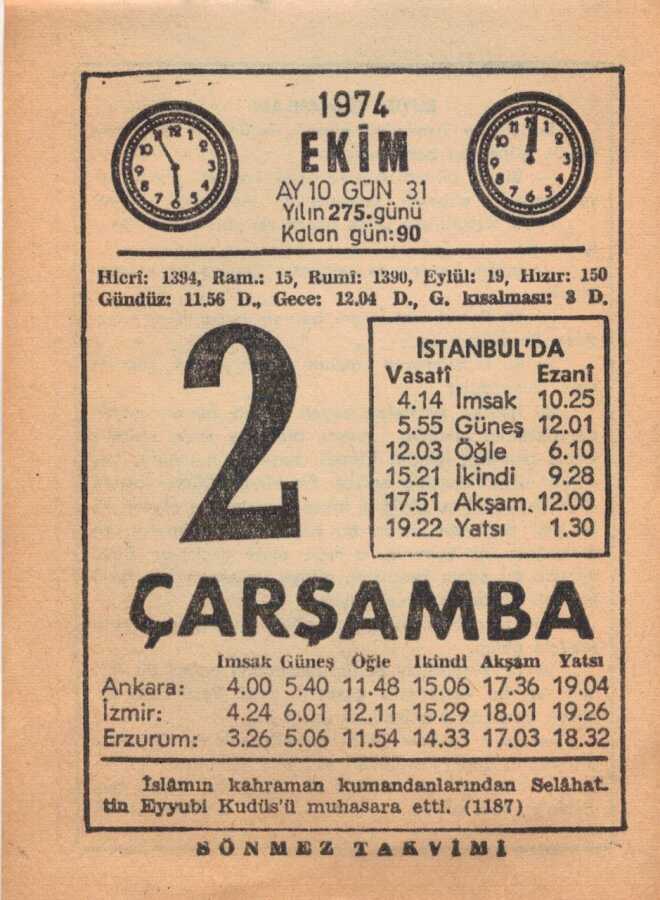 1974
EKİM
AY 10 GÜN 31
Yılın 275. günü
Kalan gün: 90
Hicrî: 1394, Ram.: 15, Rumî: 1390, Eylül: 19, Hızır: 150
Gündüz: 11.56 D., Gece: 12.04 D., G. kısalması: 3 D.
2
İSTANBUL'DA
Vasatî Ezanî
4.14 İmsak 10.25
5.55 Güneş 12.01
12.03 Öğle 6.10
15.21 İkindi 9.28
17.51 Akşam. 12.00
19.22 Yatsı 1.30
ÇARŞAMBA
Imsak Güneş Öğle Ikindi Akşam Yatsı
Ankara: 4.00 5.40 11.48 15.06 17.36 19.04
İzmir: 4.24 6.01 12.11 15.29 18.01 19.26
Erzurum: 3.26 5.06 11.54 14.33 17.03 18.32
İslâmın kahraman kumandanlarından Selâhat-
tin Eyyubi Kudüs'ü muhasara etti. (1187)
SÖNMEZ TAKVİMİ